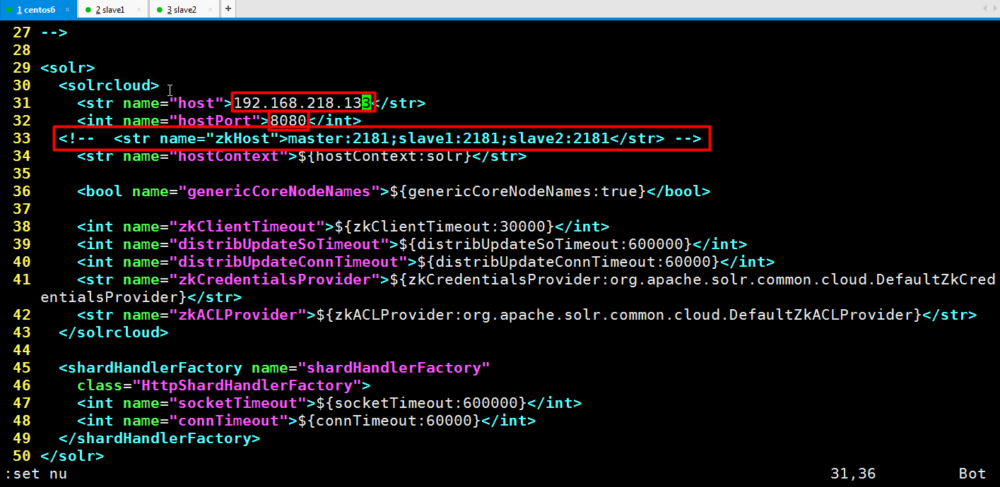 1 centos6 × 2 slave1 × 3 slave2 × +
27 -->
28
29 <solr>
30   <solrcloud>
31     <str name="host">192.168.218.133</str>
32     <int name="hostPort">8080</int>
33   <!--  <str name="zkHost">master:2181;slave1:2181;slave2:2181</str> -->
34     <str name="hostContext">${hostContext:solr}</str>
35
36     <bool name="genericCoreNodeNames">${genericCoreNodeNames:true}</bool>
37
38     <int name="zkClientTimeout">${zkClientTimeout:30000}</int>
39     <int name="distribUpdateSoTimeout">${distribUpdateSoTimeout:600000}</int>
40     <int name="distribUpdateConnTimeout">${distribUpdateConnTimeout:60000}</int>
41     <str name="zkCredentialsProvider">${zkCredentialsProvider:org.apache.solr.common.cloud.DefaultZkCred
entialsProvider}</str>
42     <str name="zkACLProvider">${zkACLProvider:org.apache.solr.common.cloud.DefaultZkACLProvider}</str>
43   </solrcloud>
44
45   <shardHandlerFactory name="shardHandlerFactory"
46     class="HttpShardHandlerFactory">
47     <int name="socketTimeout">${socketTimeout:600000}</int>
48     <int name="connTimeout">${connTimeout:60000}</int>
49   </shardHandlerFactory>
50 </solr>
:set nu 31,36 Bot